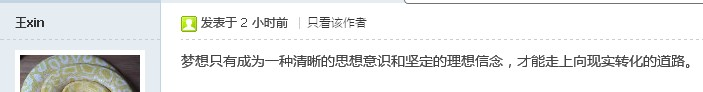 王xin
发表于 2 小时前 | 只看该作者
梦想只有成为一种清晰的思想意识和坚定的理想信念，才能走上向现实转化的道路。